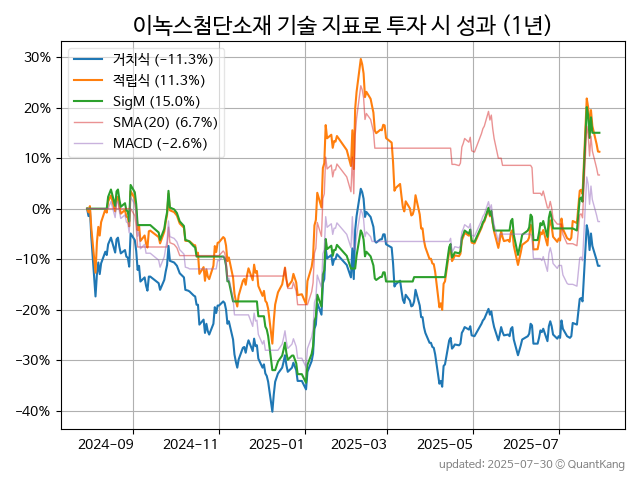 이녹스첨단소재 기술 지표로 투자 시 성과 (1년)
거치식 (−11.3%)
적립식 (11.3%)
SigM (15.0%)
SMA(20) (6.7%)
MACD (−2.6%)
30%
20%
10%
0%
−10%
−20%
−30%
−40%
2024-09 2024-11 2025-01 2025-03 2025-05 2025-07
updated: 2025-07-30 © QuantKang